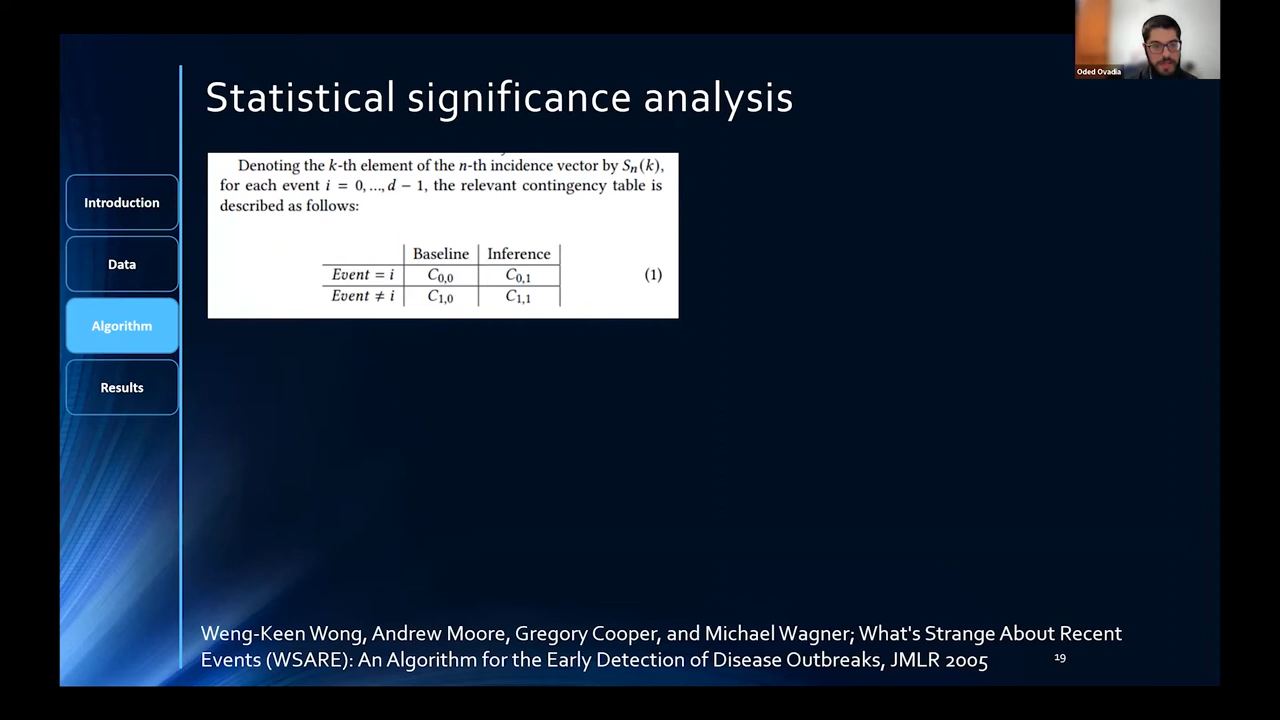 Oded Ovadia
Statistical significance analysis
Introduction
Data
Algorithm
Results
Denoting the k-th element of the n-th incidence vector by Sₙ(k),
for each event i = 0, ..., d − 1, the relevant contingency table is
described as follows:
Baseline Inference
Event = i C₀,₀ C₀,₁ (1)
Event ≠ i C₁,₀ C₁,₁
Weng-Keen Wong, Andrew Moore, Gregory Cooper, and Michael Wagner; What's Strange About Recent
Events (WSARE): An Algorithm for the Early Detection of Disease Outbreaks, JMLR 2005
19